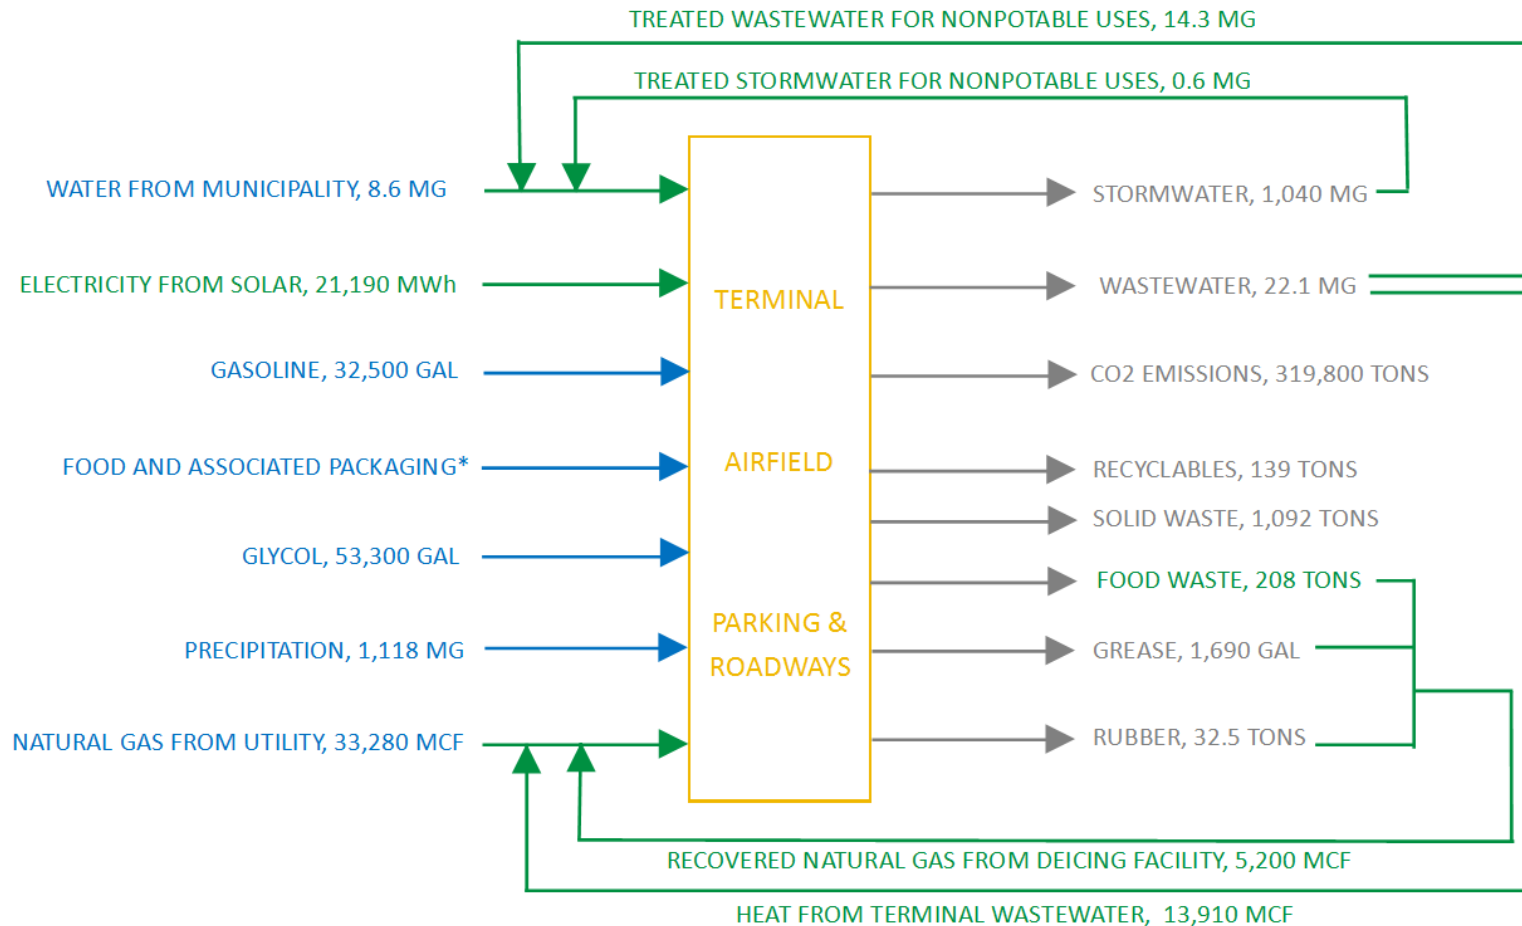 TREATED WASTEWATER FOR NONPOTABLE USES, 14.3 MG
TREATED STORMWATER FOR NONPOTABLE USES, 0.6 MG
WATER FROM MUNICIPALITY, 8.6 MG
ELECTRICITY FROM SOLAR, 21,190 MWh
GASOLINE, 32,500 GAL
FOOD AND ASSOCIATED PACKAGING*
GLYCOL, 53,300 GAL
PRECIPITATION, 1,118 MG
NATURAL GAS FROM UTILITY, 33,280 MCF
TERMINAL
AIRFIELD
PARKING &
ROADWAYS
STORMWATER, 1,040 MG
WASTEWATER, 22.1 MG
CO2 EMISSIONS, 319,800 TONS
RECYCLABLES, 139 TONS
SOLID WASTE, 1,092 TONS
FOOD WASTE, 208 TONS
GREASE, 1,690 GAL
RUBBER, 32.5 TONS
RECOVERED NATURAL GAS FROM DEICING FACILITY, 5,200 MCF
HEAT FROM TERMINAL WASTEWATER, 13,910 MCF